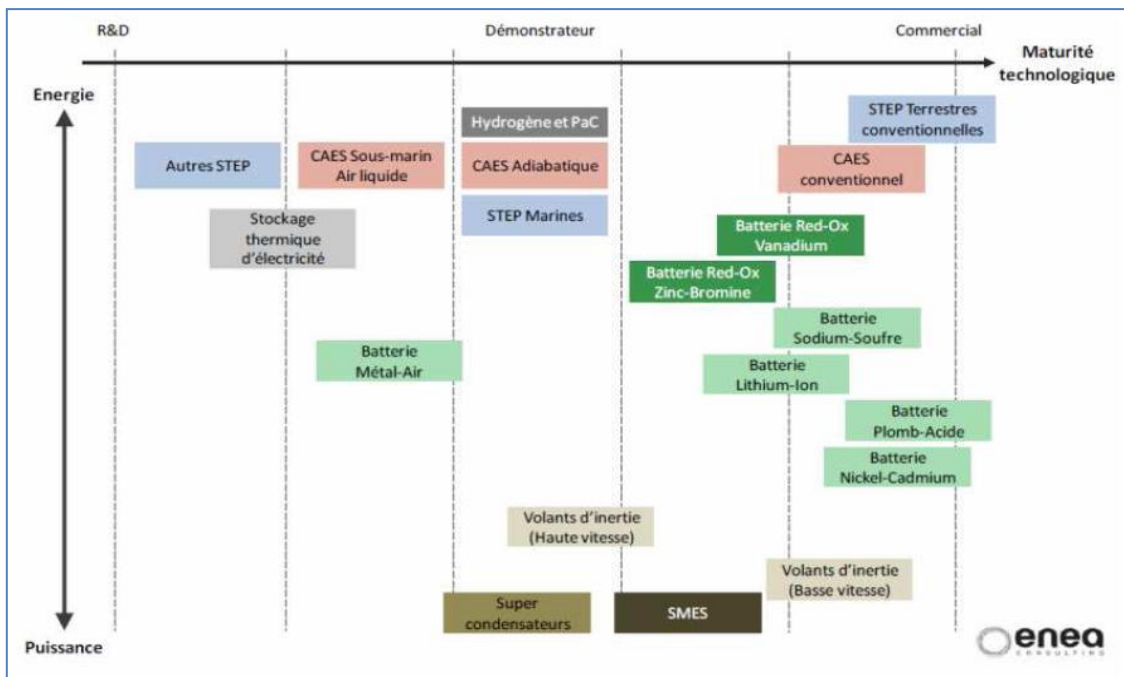 R&D
Démonstrateur
Commercial
Maturité
technologique
Energie
Hydrogène et PaC
STEP Terrestres
conventionnelles
Autres STEP
CAES Sous-marin
Air liquide
CAES Adiabatique
CAES
conventionnel
STEP Marines
Stockage
thermique
d'électricité
Batterie Red-Ox
Vanadium
Batterie Red-Ox
Zinc-Bromine
Batterie
Sodium-Soufre
Batterie
Métal-Air
Batterie
Lithium-Ion
Batterie
Plomb-Acide
Batterie
Nickel-Cadmium
Volants d'inertie
(Haute vitesse)
Volants d'inertie
(Basse vitesse)
Super
condensateurs
SMES
Puissance
enea
CONSULTING